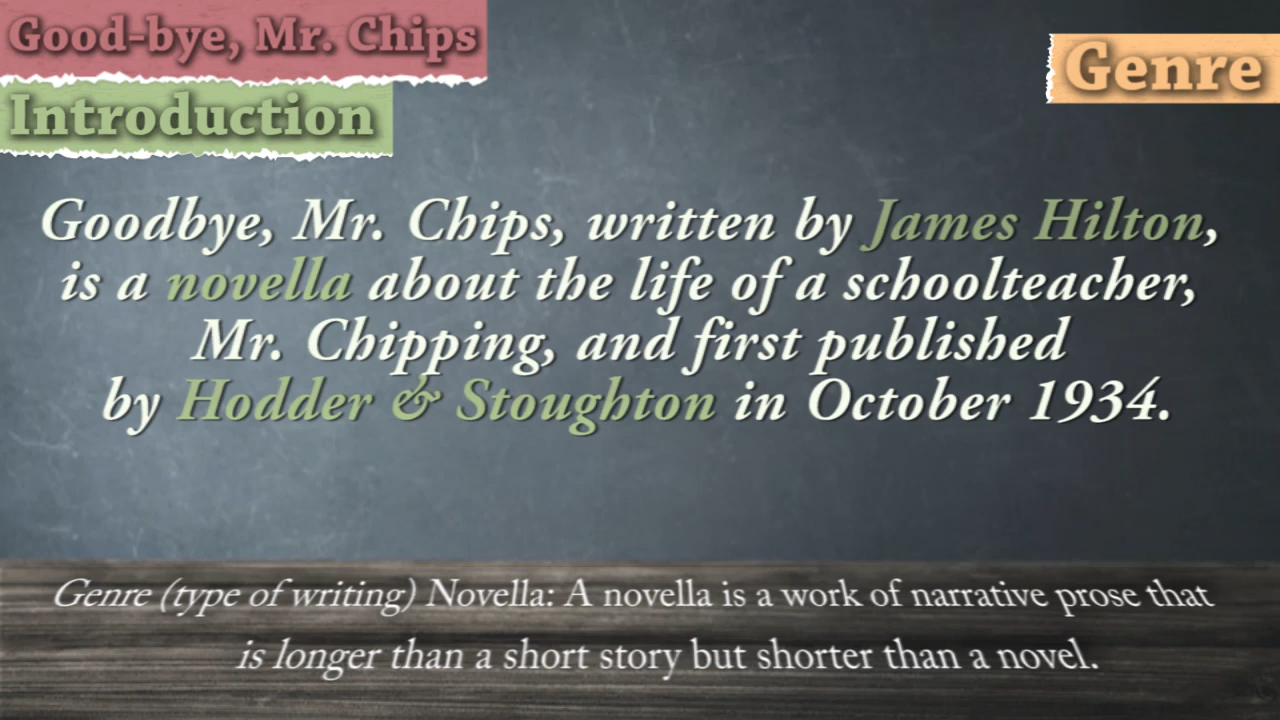 Good-bye, Mr. Chips
Genre
Introduction
Goodbye, Mr. Chips, written by James Hilton,
is a novella about the life of a schoolteacher,
Mr. Chipping, and first published
by Hodder & Stoughton in October 1934.
Genre (type of writing) Novella: A novella is a work of narrative prose that
is longer than a short story but shorter than a novel.